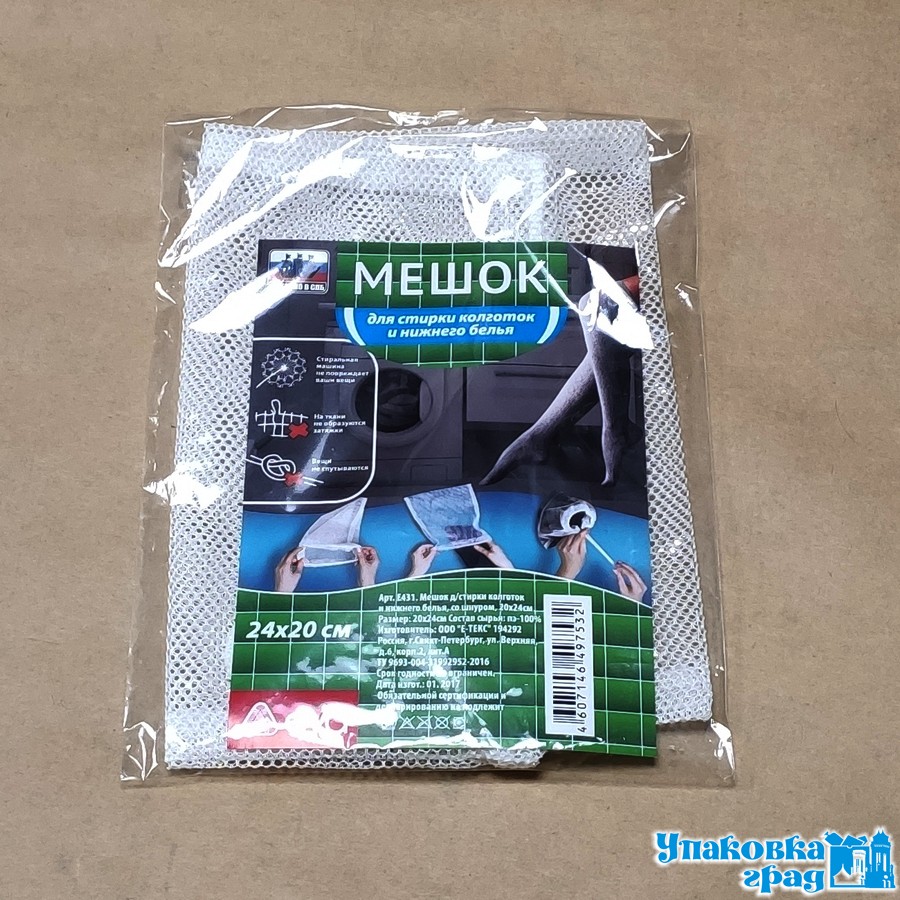 МЕШОК
для стирки колготок
и нижнего белья
Стиральная
машина
не повреждает
ваши вещи
На ткани
не образуются
затяжки
Вещи
не спутываются
24х20 см
Арт. Е431. Мешок д/стирки колготок
и нижнего белья, со шнуром, 20х24см
Размер: 20х24см Состав сырья: пэ-100%
Изготовитель: ООО "Е-ТЕКС" 194292
Россия, г.Санкт-Петербург, ул. Верхняя,
д.6, корп.2, лит.А
ТУ 9693-004-33992952-2016
Срок годности не ограничен.
Дата изгот.: 01. 2017
Обязательной сертификации и
декларированию не подлежит
4607146497532
Упаковка
град